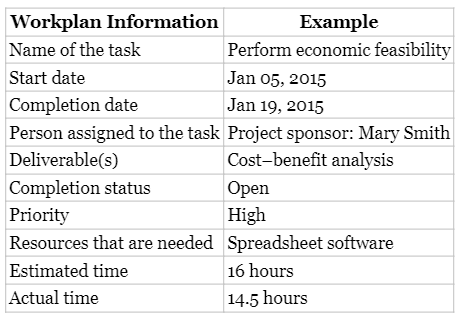 Workplan Information Example
Name of the task Perform economic feasibility
Start date Jan 05, 2015
Completion date Jan 19, 2015
Person assigned to the task Project sponsor: Mary Smith
Deliverable(s) Cost–benefit analysis
Completion status Open
Priority High
Resources that are needed Spreadsheet software
Estimated time 16 hours
Actual time 14.5 hours